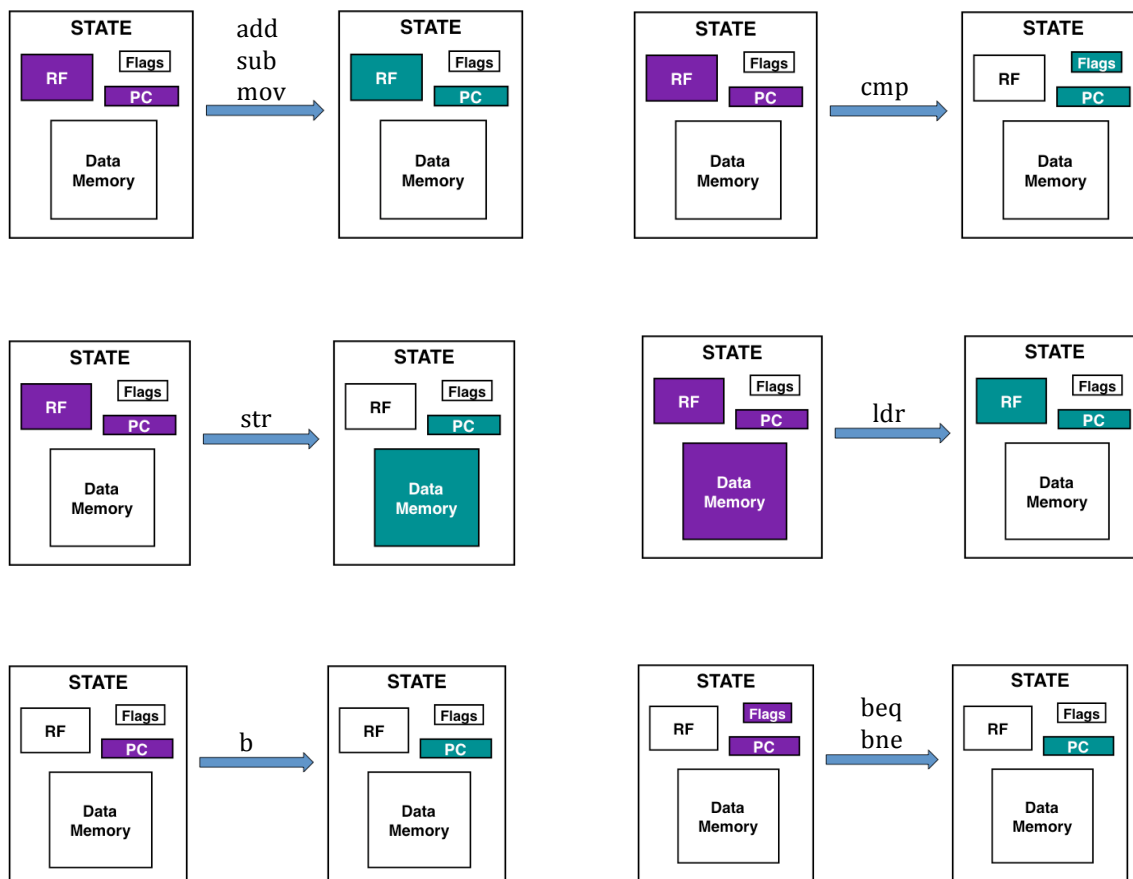 STATE
RF
Flags
PC
Data
Memory
add
sub
mov
STATE
RF
Flags
PC
Data
Memory
STATE
RF
Flags
PC
Data
Memory
cmp
STATE
RF
Flags
PC
Data
Memory
STATE
RF
Flags
PC
Data
Memory
str
STATE
RF
Flags
PC
Data
Memory
STATE
RF
Flags
PC
Data
Memory
ldr
STATE
RF
Flags
PC
Data
Memory
STATE
RF
Flags
PC
Data
Memory
b
STATE
RF
Flags
PC
Data
Memory
STATE
RF
Flags
PC
Data
Memory
beq
bne
STATE
RF
Flags
PC
Data
Memory